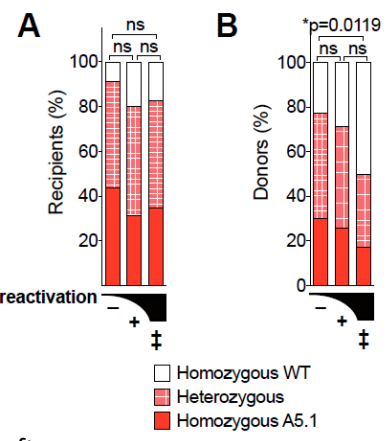 A
B
ns
*p=0.0119
ns ns
ns ns
Recipients (%)
100
80
60
40
20
Donors (%)
100
80
60
40
20
0
reactivation
−
+
‡
−
+
‡
Homozygous WT
Heterozygous
Homozygous A5.1